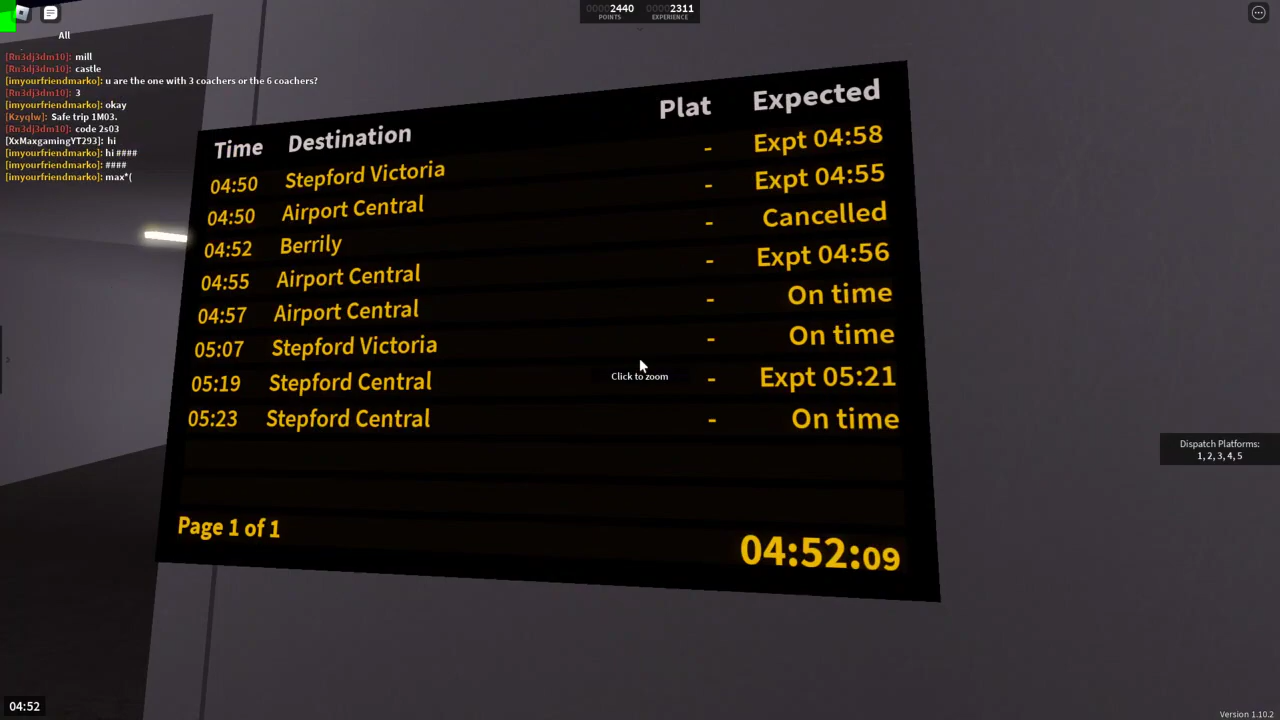 00002440
POINTS
00002311
EXPERIENCE
All
[Rn3dj3dm10]: mill
[Rn3dj3dm10]: castle
[imyourfriendmarko]: u are the one with 3 coachers or the 6 coachers?
[Rn3dj3dm10]: 3
[imyourfriendmarko]: okay
[Kzyqlw]: Safe trip 1M03.
[Rn3dj3dm10]: code 2s03
[XxMaxgamingYT293]: hi
[imyourfriendmarko]: hi ####
[imyourfriendmarko]: ####
[imyourfriendmarko]: max*(
Time Destination Plat Expected
04:50 Stepford Victoria - Expt 04:58
04:50 Airport Central - Expt 04:55
04:52 Berrily - Cancelled
04:55 Airport Central - Expt 04:56
04:57 Airport Central - On time
05:07 Stepford Victoria - On time
05:19 Stepford Central - Expt 05:21
05:23 Stepford Central - On time
Click to zoom
Page 1 of 1
04:52:09
Dispatch Platforms:
1, 2, 3, 4, 5
04:52
Version 1.10.2